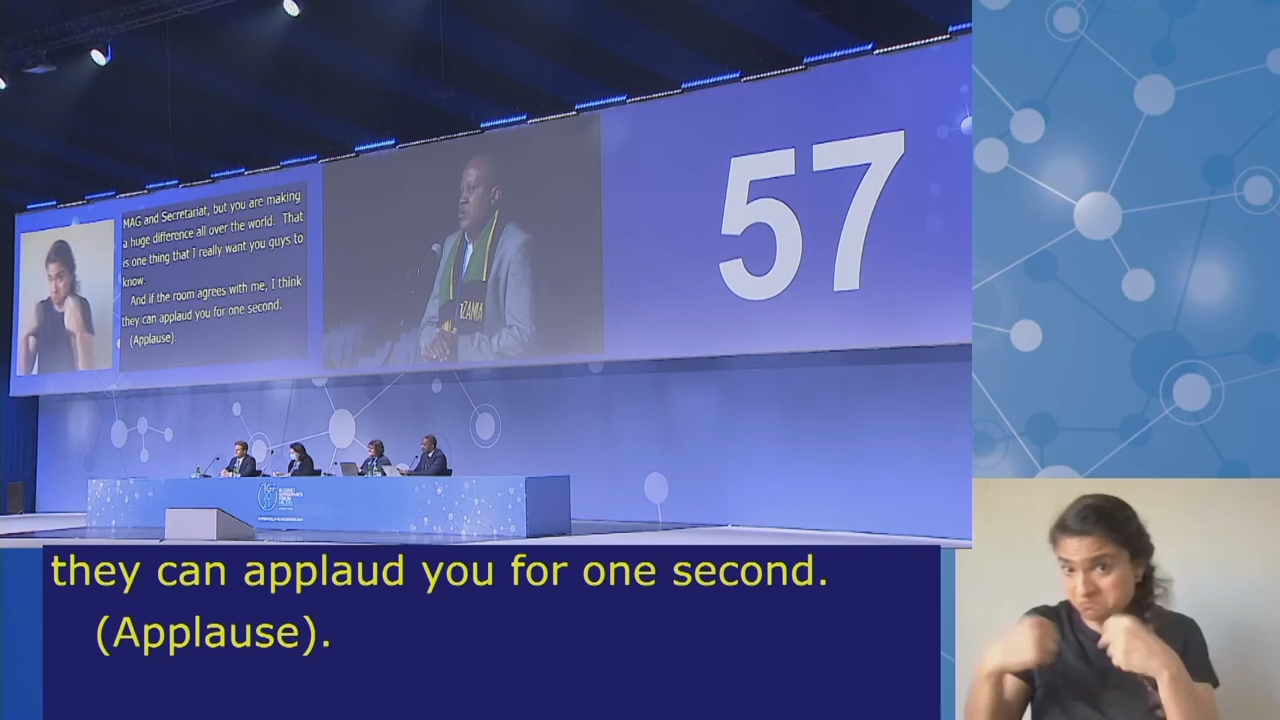 MAG and Secretariat, but you are making
a huge difference all over the world. That
is one thing that I really want you guys to
know.
And if the room agrees with me, I think
they can applaud you for one second.
(Applause).
57
they can applaud you for one second.
(Applause).